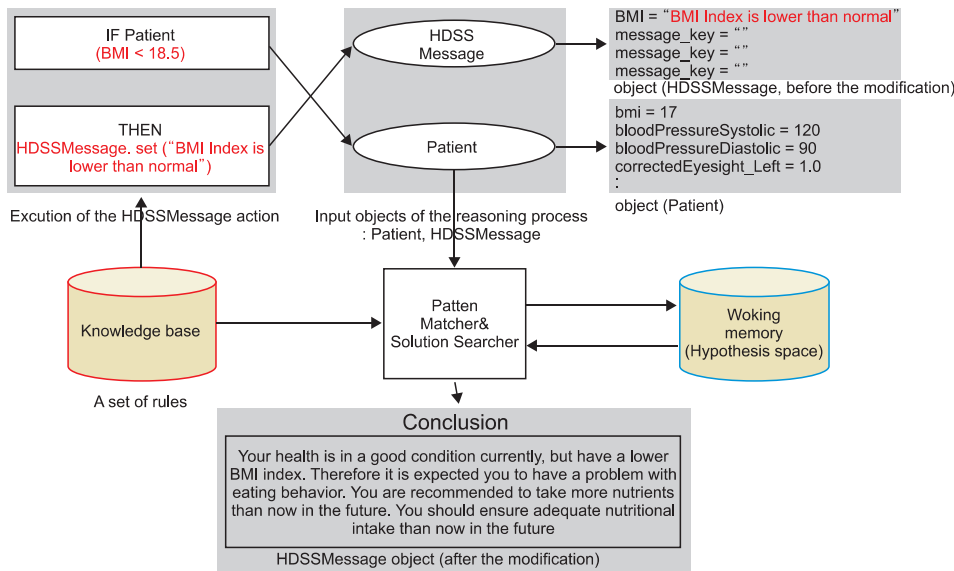 IF Patient
(BMI < 18.5)
THEN
HDSSMessage. set (“BMI Index is
lower than normal”)
Excution of the HDSSMessage action
HDSS
Message
Patient
Input objects of the reasoning process
: Patient, HDSSMessage
BMI = “BMI Index is lower than normal”
message_key = “”
message_key = “”
message_key = “”
object (HDSSMessage, before the modification)
bmi = 17
bloodPressureSystolic = 120
bloodPressureDiastolic = 90
correctedEyesight_Left = 1.0
:
object (Patient)
Knowledge base
A set of rules
Patten
Matcher&
Solution Searcher
Woking
memory
(Hypothesis space)
Conclusion
Your health is in a good condition currently, but have a lower
BMI index. Therefore it is expected you to have a problem with
eating behavior. You are recommended to take more nutrients
than now in the future. You should ensure adequate nutritional
intake than now in the future
HDSSMessage object (after the modification)